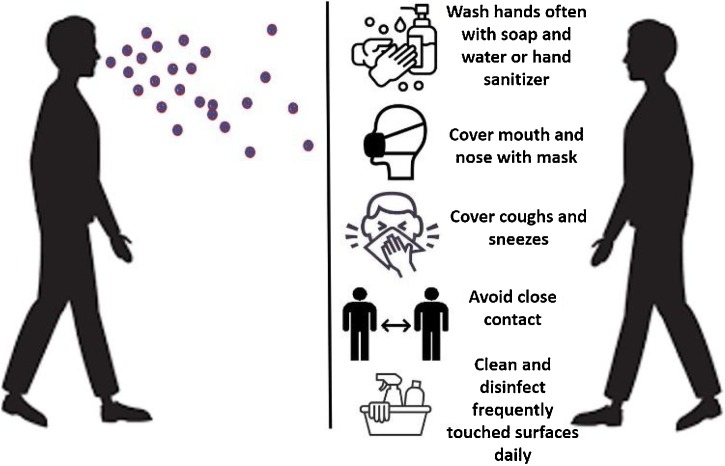 Wash hands often
with soap and
water or hand
sanitizer
Cover mouth and
nose with mask
Cover coughs and
sneezes
Avoid close
contact
Clean and
disinfect
frequently
touched surfaces
daily